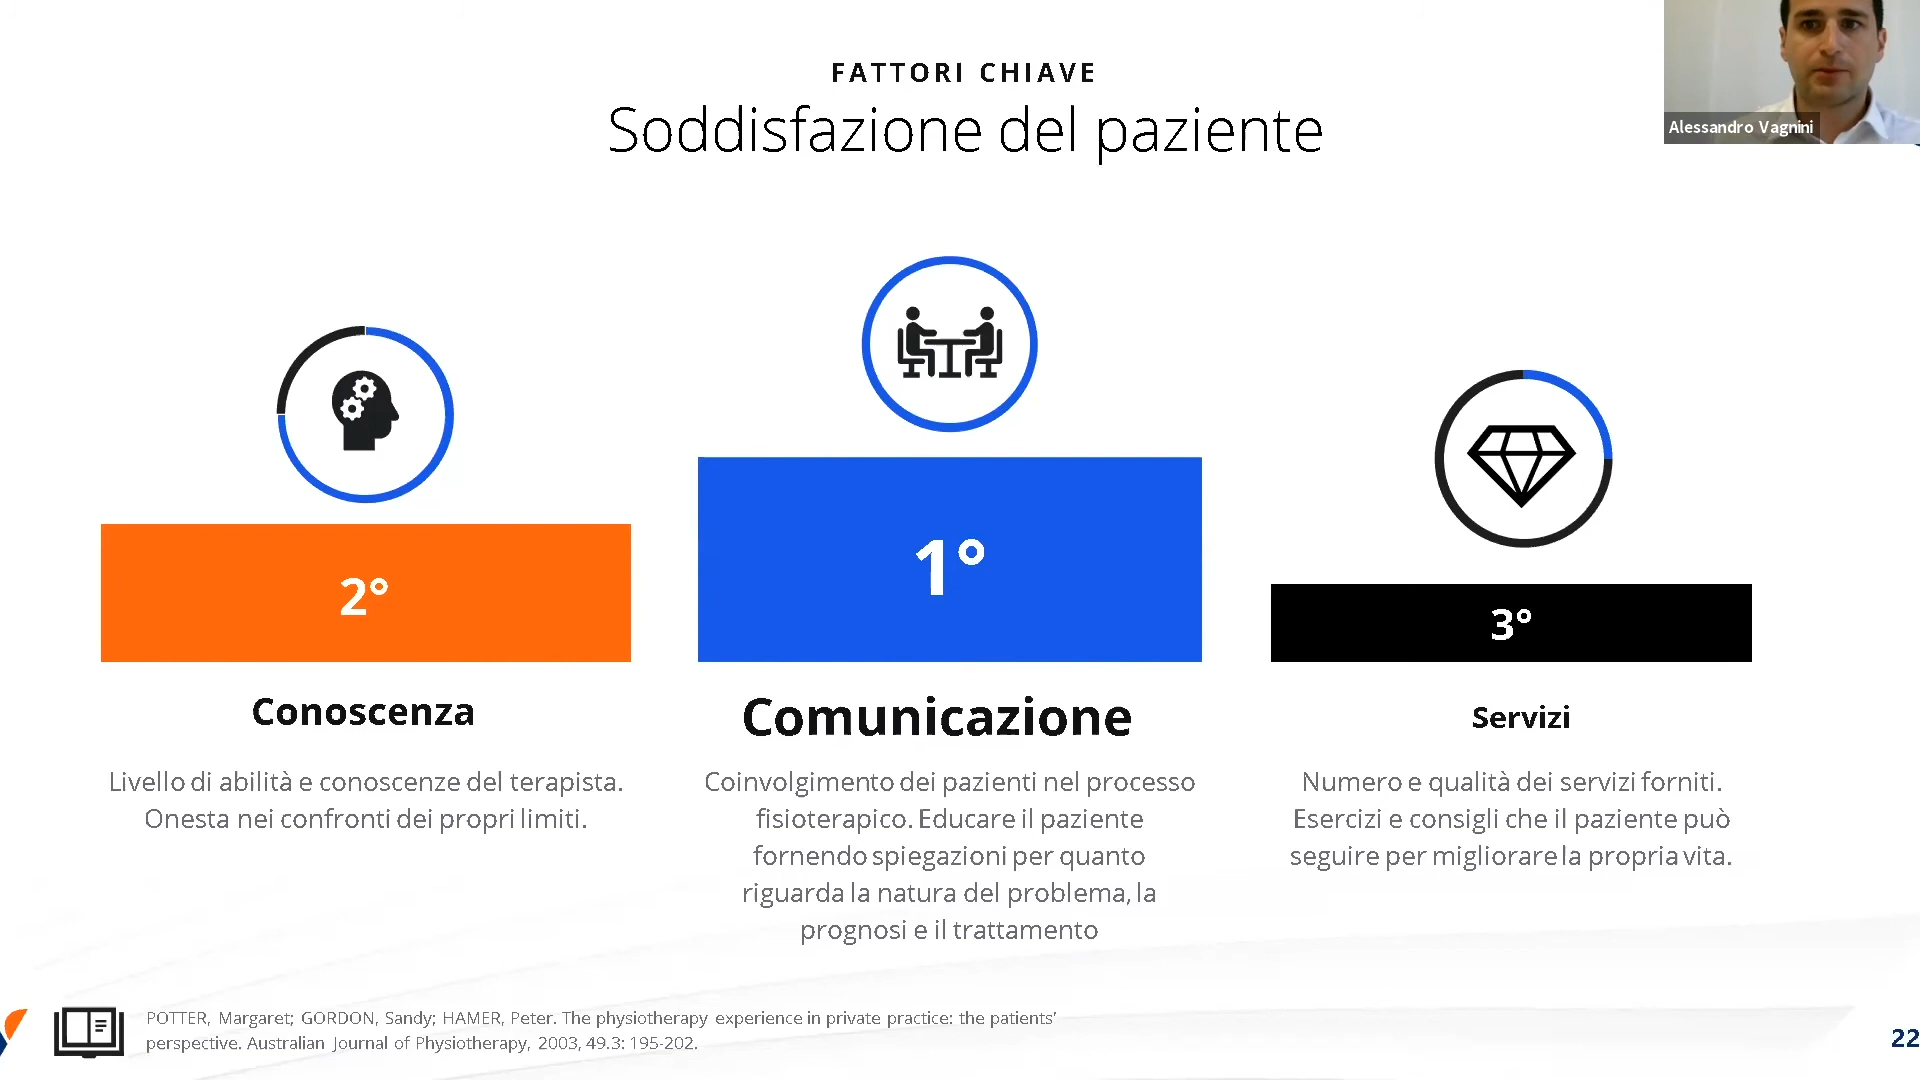 FATTORI CHIAVE
Soddisfazione del paziente
Alessandro Vagnini
2°
Conoscenza
Livello di abilità e conoscenze del terapista.
Onesta nei confronti dei propri limiti.
1°
Comunicazione
Coinvolgimento dei pazienti nel processo
fisioterapico. Educare il paziente
fornendo spiegazioni per quanto
riguarda la natura del problema, la
prognosi e il trattamento
3°
Servizi
Numero e qualità dei servizi forniti.
Esercizi e consigli che il paziente può
seguire per migliorare la propria vita.
POTTER, Margaret; GORDON, Sandy; HAMER, Peter. The physiotherapy experience in private practice: the patients'
perspective. Australian Journal of Physiotherapy, 2003, 49.3: 195-202.
22